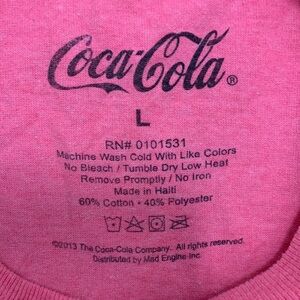 Coca-Cola®
L
RN# 0101531
Machine Wash Cold With Like Colors
No Bleach / Tumble Dry Low Heat
Remove Promptly / No Iron
Made in Haiti
60% Cotton • 40% Polyester
©2013 The Coca-Cola Company. All rights reserved.
Distributed by Mad Engine Inc.